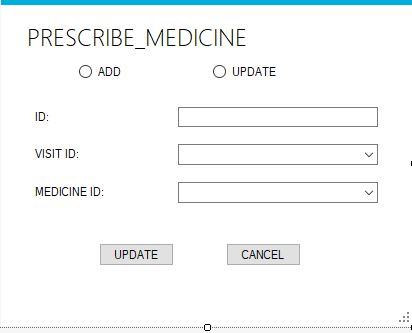 PRESCRIBE_MEDICINE
ADD UPDATE
ID:
VISIT ID:
MEDICINE ID:
UPDATE CANCEL